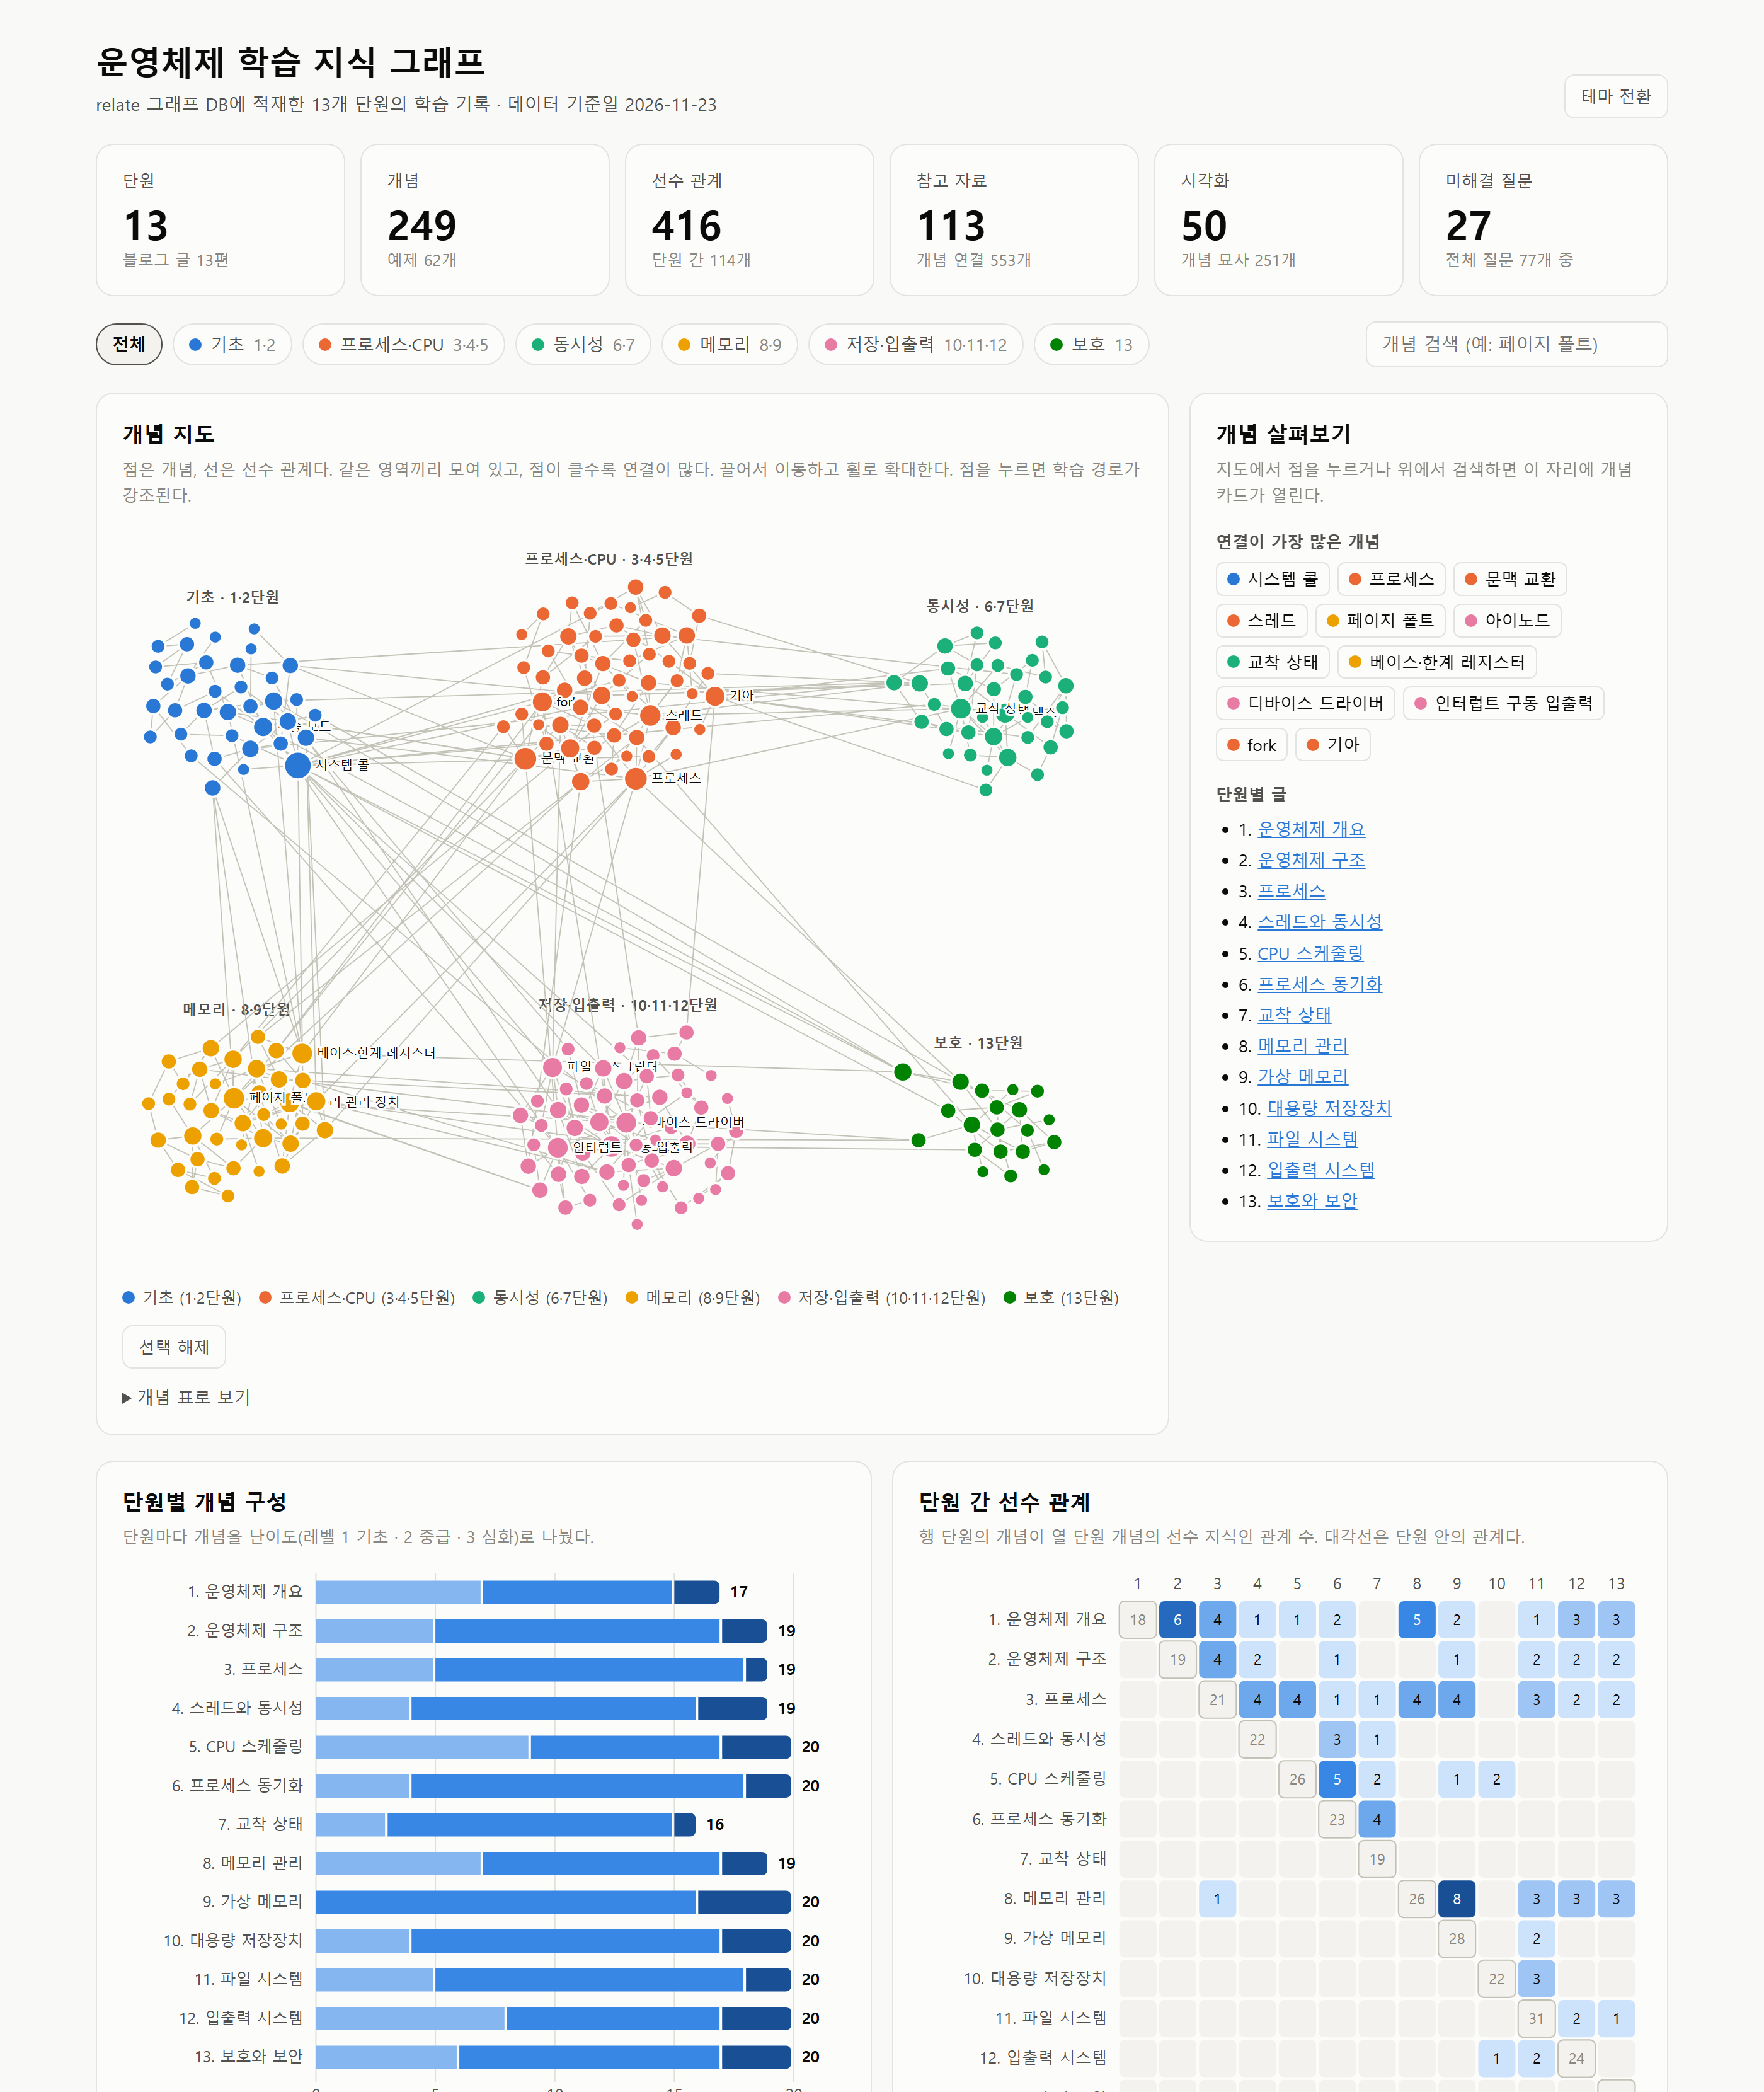 운영체제 학습 지식 그래프
relate 그래프 DB에 적재한 13개 단원의 학습 기록 · 데이터 기준일 2026-11-23
테마 전환
단원
13
블로그 글 13편
개념
249
예제 62개
선수 관계
416
단원 간 114개
참고 자료
113
개념 연결 553개
시각화
50
개념 묘사 251개
미해결 질문
27
전체 질문 77개 중
전체
기초 1·2
프로세스·CPU 3·4·5
동시성 6·7
메모리 8·9
저장·입출력 10·11·12
보호 13
개념 검색 (예: 페이지 폴트)
개념 지도
점은 개념, 선은 선수 관계다. 같은 영역끼리 모여 있고, 점이 클수록 연결이 많다. 끌어서 이동하고 휠로 확대한다. 점을 누르면 학습 경로가
강조된다.
프로세스·CPU · 3·4·5단원
기초 · 1·2단원
동시성 · 6·7단원
기아
스레드
교착 상태
모드
시스템 콜
문맥 교환
프로세스
저장·입출력 · 10·11·12단원
메모리 · 8·9단원
보호 · 13단원
베이스·한계 레지스터
파일
페이지
관리 장치
드라이버
인터럽트
입출력
기초 (1·2단원)
프로세스·CPU (3·4·5단원)
동시성 (6·7단원)
메모리 (8·9단원)
저장·입출력 (10·11·12단원)
보호 (13단원)
선택 해제
▶ 개념 표로 보기
개념 살펴보기
지도에서 점을 누르거나 위에서 검색하면 이 자리에 개념
카드가 열린다.
연결이 가장 많은 개념
시스템 콜
프로세스
문맥 교환
스레드
페이지 폴트
아이노드
교착 상태
베이스·한계 레지스터
디바이스 드라이버
인터럽트 구동 입출력
fork
기아
단원별 글
1. 운영체제 개요
2. 운영체제 구조
3. 프로세스
4. 스레드와 동시성
5. CPU 스케줄링
6. 프로세스 동기화
7. 교착 상태
8. 메모리 관리
9. 가상 메모리
10. 대용량 저장장치
11. 파일 시스템
12. 입출력 시스템
13. 보호와 보안
단원별 개념 구성
단원마다 개념을 난이도(레벨 1 기초 · 2 중급 · 3 심화)로 나눴다.
1. 운영체제 개요 17
2. 운영체제 구조 19
3. 프로세스 19
4. 스레드와 동시성 19
5. CPU 스케줄링 20
6. 프로세스 동기화 20
7. 교착 상태 16
8. 메모리 관리 19
9. 가상 메모리 20
10. 대용량 저장장치 20
11. 파일 시스템 20
12. 입출력 시스템 20
13. 보호와 보안 20
단원 간 선수 관계
행 단원의 개념이 열 단원 개념의 선수 지식인 관계 수. 대각선은 단원 안의 관계다.
1 2 3 4 5 6 7 8 9 10 11 12 13
1. 운영체제 개요 18 6 4 1 1 2 5 2 1 3 3
2. 운영체제 구조 19 4 2 1 1 2 2 2
3. 프로세스 21 4 4 1 1 4 4 3 2 2
4. 스레드와 동시성 22 3 1
5. CPU 스케줄링 26 5 2 1 2
6. 프로세스 동기화 23 4
7. 교착 상태 19
8. 메모리 관리 1 26 8 3 3 3
9. 가상 메모리 28 2
10. 대용량 저장장치 22 3
11. 파일 시스템 31 2 1
12. 입출력 시스템 1 2 24